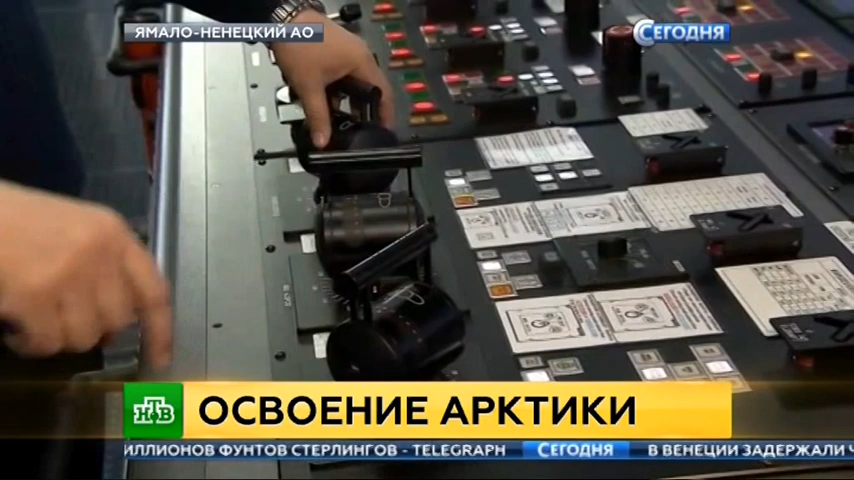 ЯМАЛО-НЕНЕЦКИЙ АО
СЕГОДНЯ
НТВ
ОСВОЕНИЕ АРКТИКИ
ИЛЛИОНОВ ФУНТОВ СТЕРЛИНГОВ - TELEGRAPH СЕГОДНЯ В ВЕНЕЦИИ ЗАДЕРЖАЛИ Ч